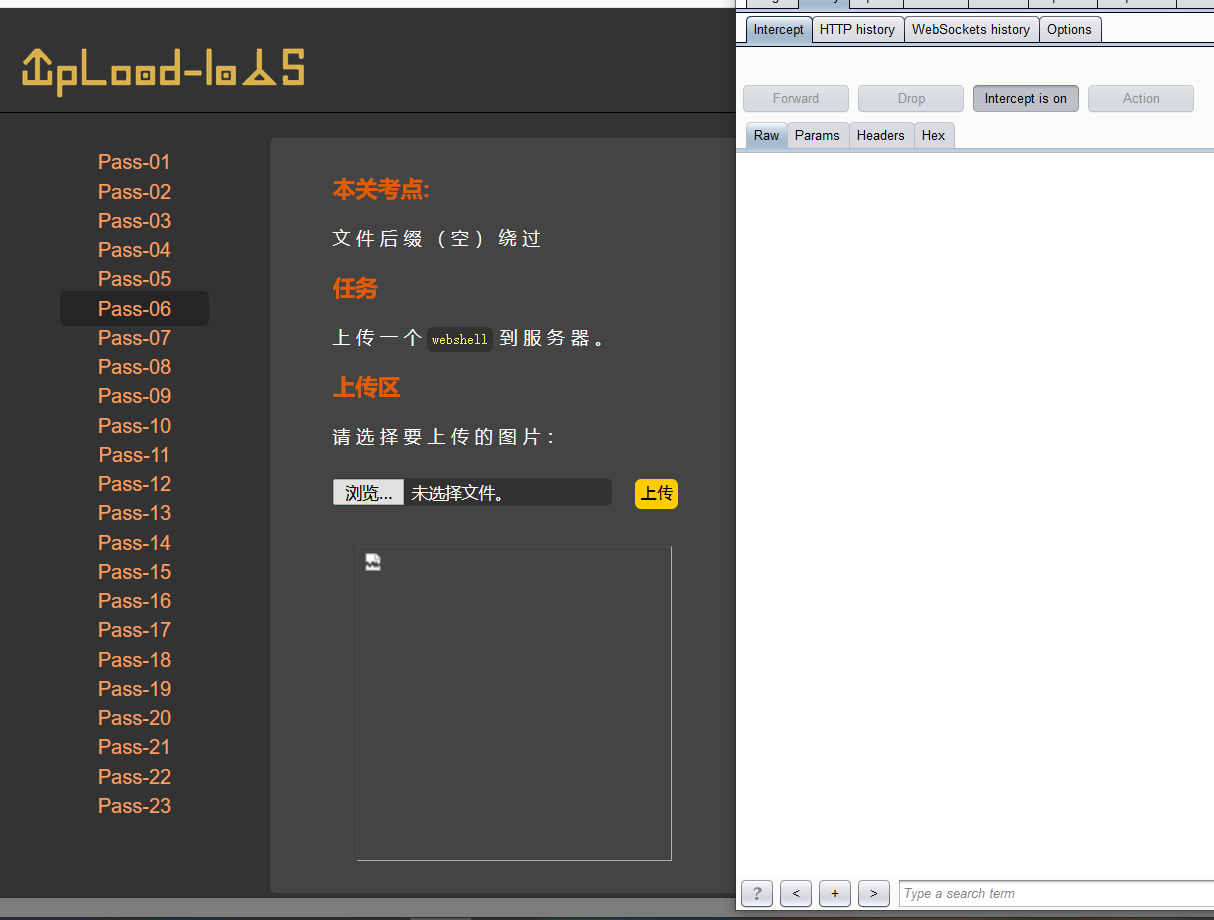 UpLoad-labS
Pass-01
Pass-02
Pass-03
Pass-04
Pass-05
Pass-06
Pass-07
Pass-08
Pass-09
Pass-10
Pass-11
Pass-12
Pass-13
Pass-14
Pass-15
Pass-16
Pass-17
Pass-18
Pass-19
Pass-20
Pass-21
Pass-22
Pass-23
本关考点:
文件后缀（空）绕过
任务
上传一个 webshell 到服务器。
上传区
请选择要上传的图片：
浏览... 未选择文件。 上传
Intercept HTTP history WebSockets history Options
Forward Drop Intercept is on Action
Raw Params Headers Hex
? < + > Type a search term